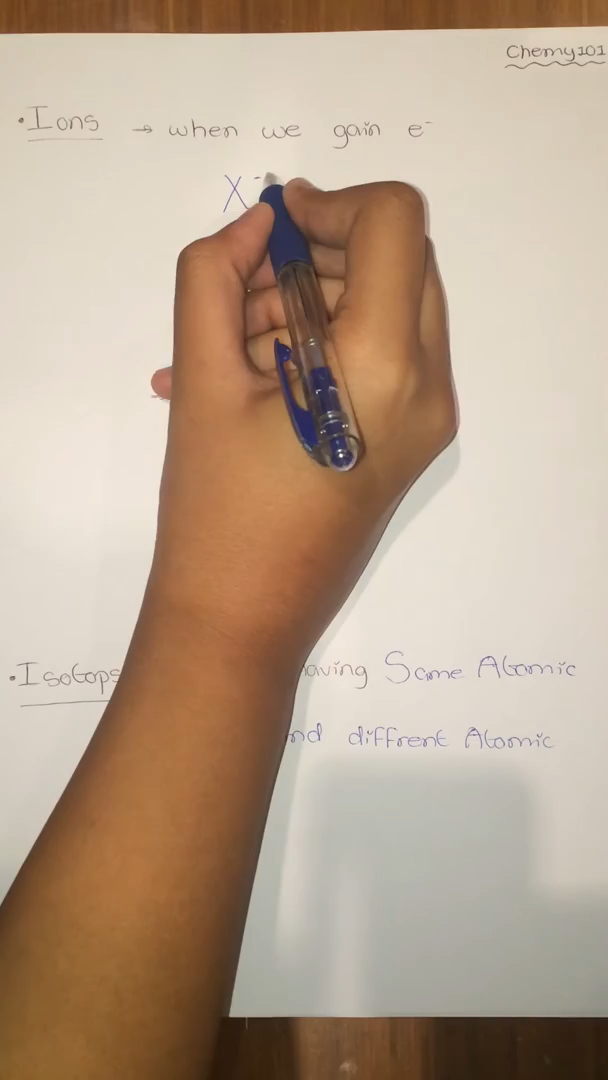 Chemy101
•Ions → when we gain e⁻
X⁻
•Isotops having Same Atomic
and diffrent Atomic